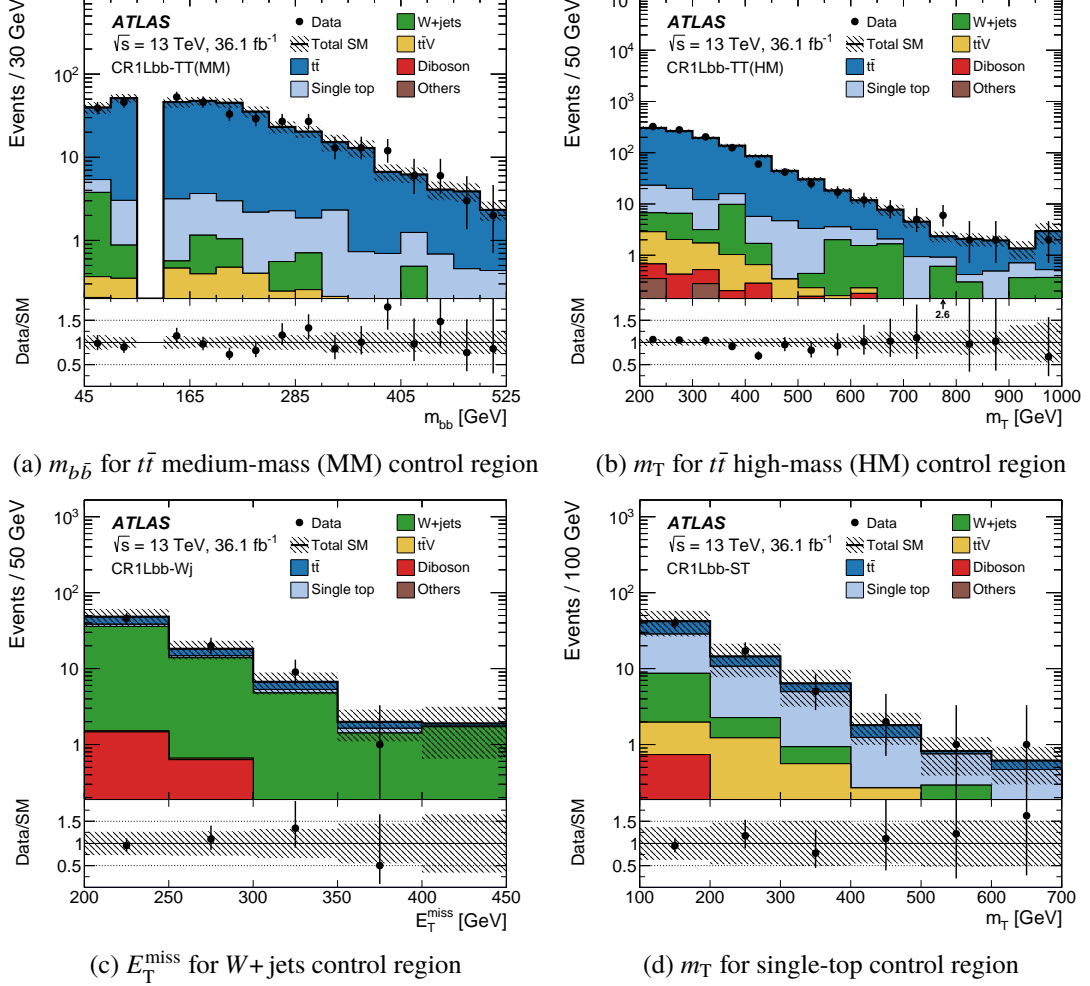 Events / 30 GeV
10²
10
1
ATLAS
√s = 13 TeV, 36.1 fb⁻¹
CR1Lbb-TT(MM)
Data
Total SM
tt̄
Single top
W+jets
tt̄V
Diboson
Others
Data/SM
1.5
1
0.5
45 165 285 405 525
m_bb [GeV]
(a) m_bb̄ for tt̄ medium-mass (MM) control region
Events / 50 GeV
10⁴
10³
10²
10
1
ATLAS
√s = 13 TeV, 36.1 fb⁻¹
CR1Lbb-TT(HM)
Data
Total SM
tt̄
Single top
W+jets
tt̄V
Diboson
Others
2.6
Data/SM
1.5
1
0.5
200 300 400 500 600 700 800 900 1000
m_T [GeV]
(b) m_T for tt̄ high-mass (HM) control region
Events / 50 GeV
10³
10²
10
1
ATLAS
√s = 13 TeV, 36.1 fb⁻¹
CR1Lbb-Wj
Data
Total SM
tt̄
Single top
W+jets
tt̄V
Diboson
Others
Data/SM
1.5
1
0.5
200 250 300 350 400 450
E_T^miss [GeV]
(c) E_T^miss for W+ jets control region
Events / 100 GeV
10³
10²
10
1
ATLAS
√s = 13 TeV, 36.1 fb⁻¹
CR1Lbb-ST
Data
Total SM
tt̄
Single top
W+jets
tt̄V
Diboson
Others
Data/SM
1.5
1
0.5
100 200 300 400 500 600 700
m_T [GeV]
(d) m_T for single-top control region